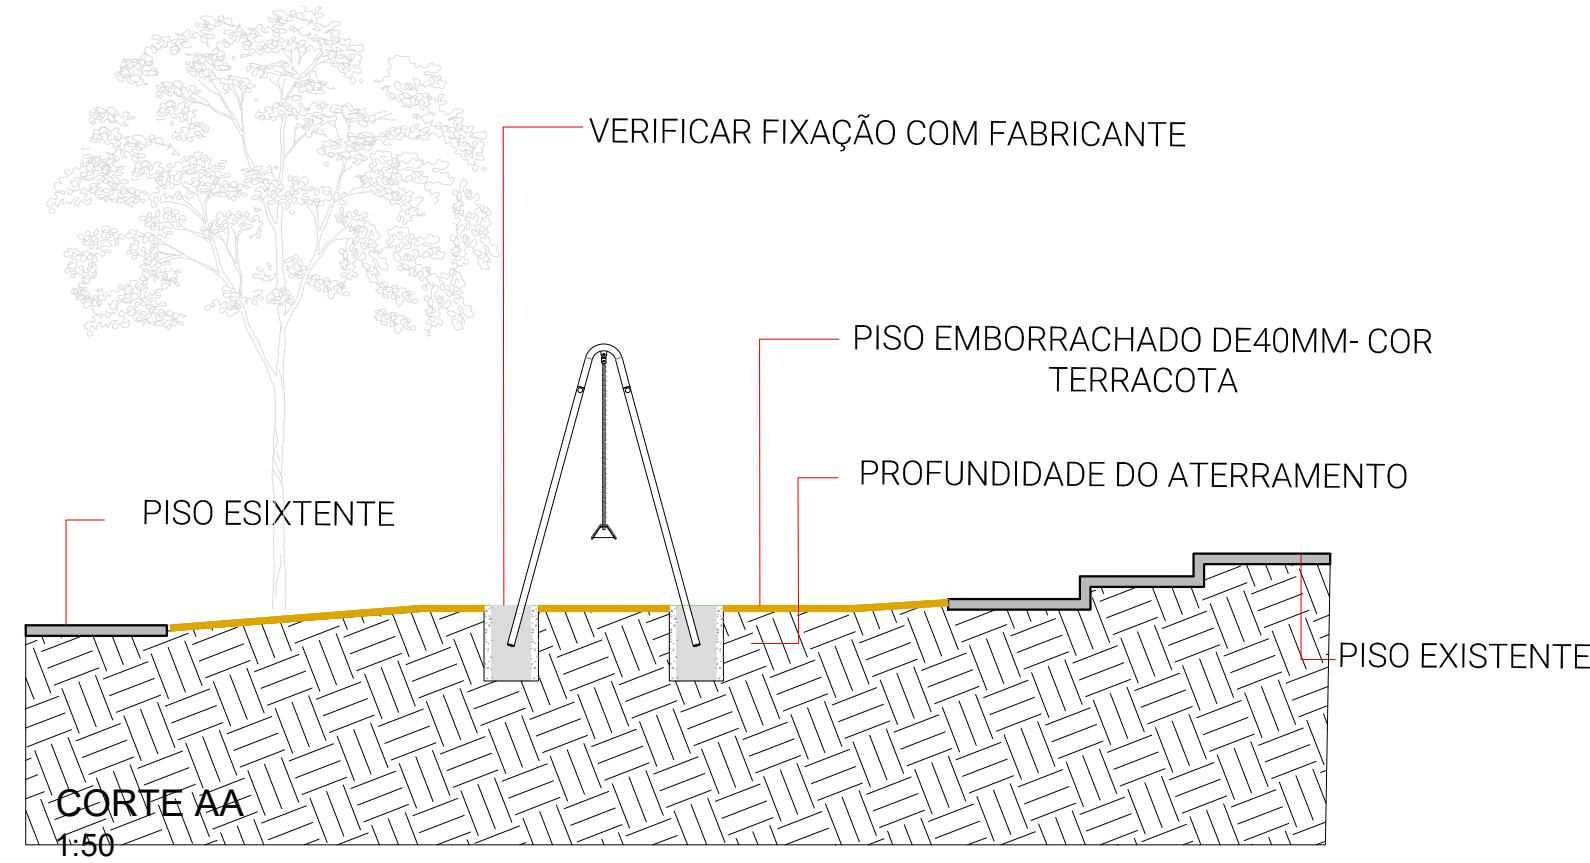 VERIFICAR FIXAÇÃO COM FABRICANTE
PISO EMBORRACHADO DE40MM- COR
TERRACOTA
PROFUNDIDADE DO ATERRAMENTO
PISO ESIXTENTE
PISO EXISTENTE
CORTE AA
1:50